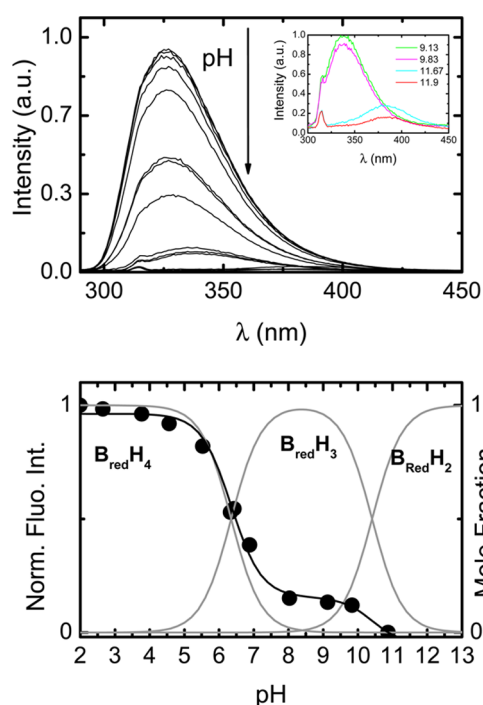 1.0
0.7
0.3
0.0
Intensity (a.u.)
pH
300
350
400
450
λ (nm)
1.0
0.8
0.6
0.4
0.2
0.0
Intensity (a.u.)
9.13
9.83
11.67
11.9
300
350
400
450
λ (nm)
1
0
Norm. Fluo. Int.
BredH4
BredH3
BRedH2
1
0
Mole Fraction
2 3 4 5 6 7 8 9 10 11 12 13
pH